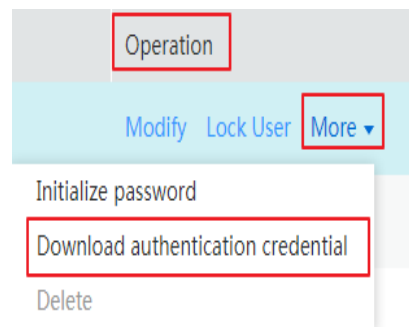 Operation
Modify Lock User More ▾
Initialize password
Download authentication credential
Delete